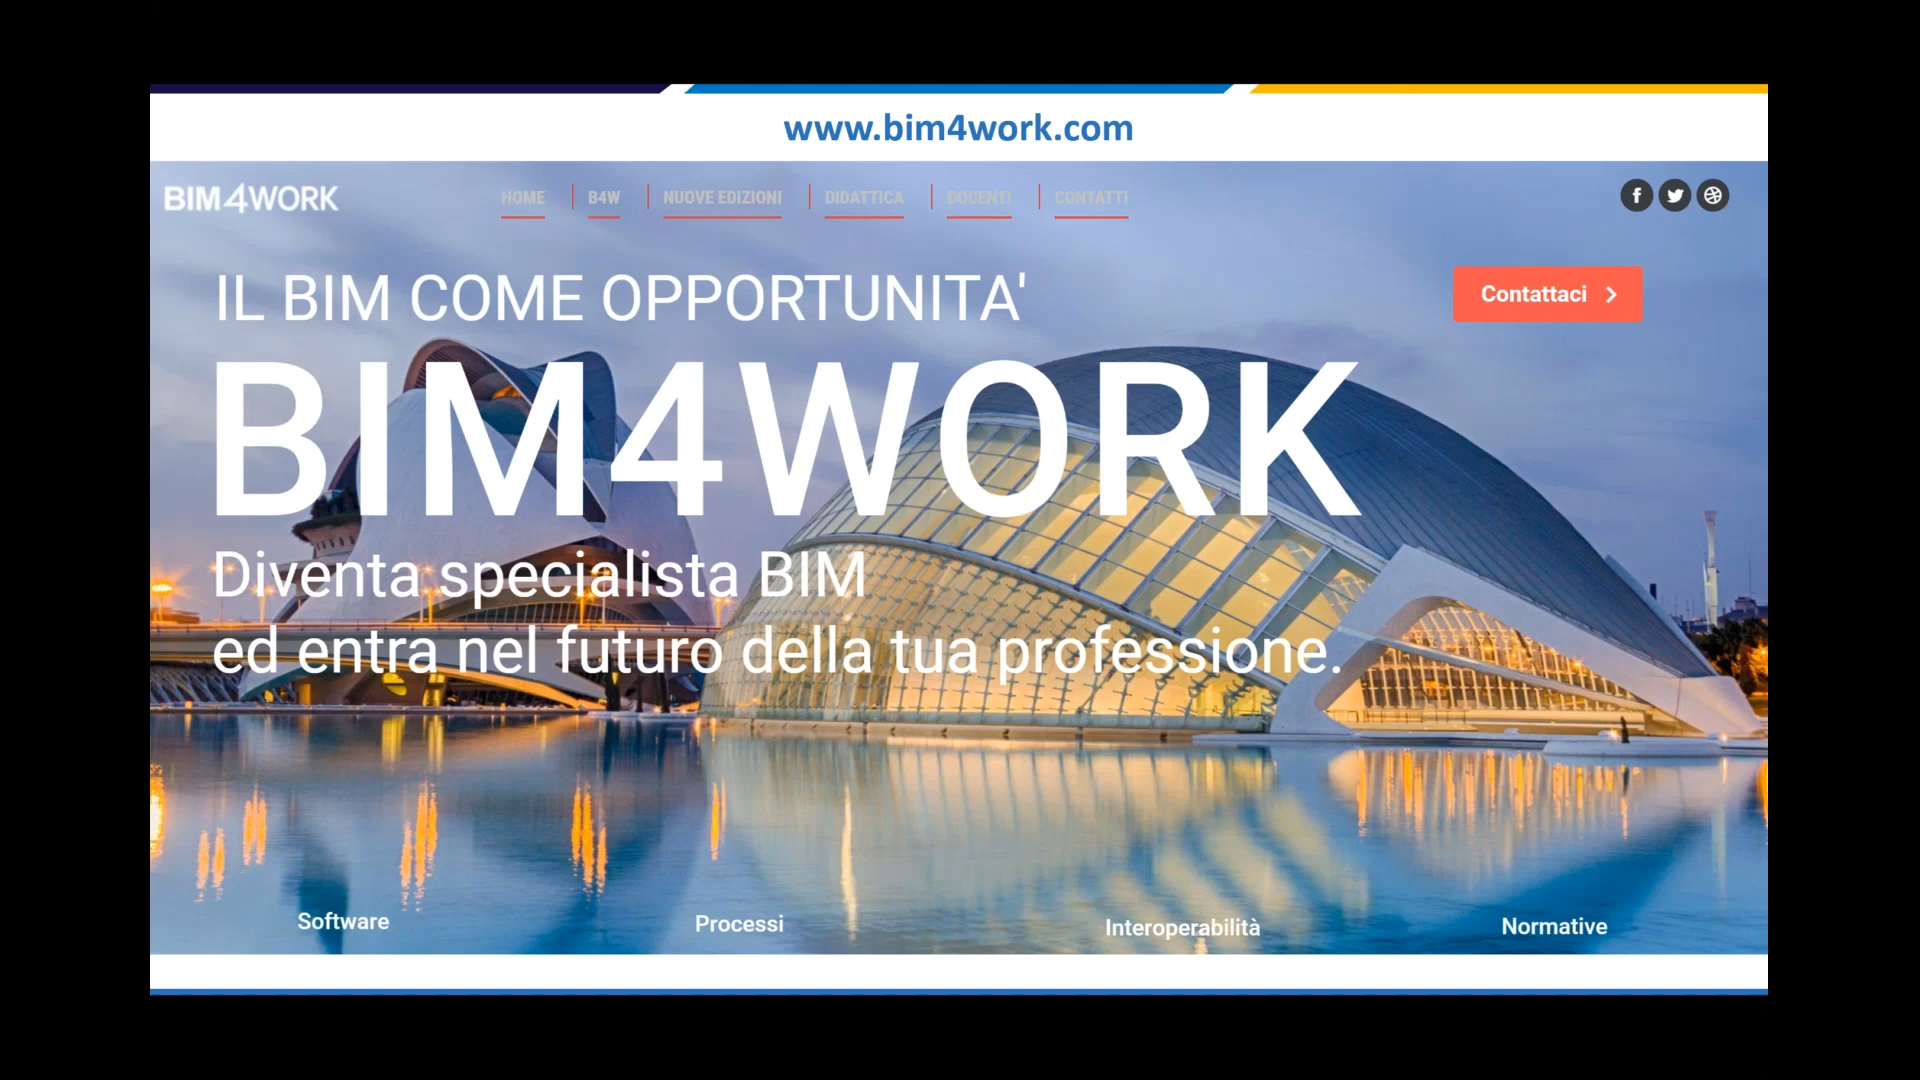 www.bim4work.com
BIM4WORK
HOME B4W NUOVE EDIZIONI DIDATTICA DOCENTI CONTATTI
IL BIM COME OPPORTUNITA'
Contattaci
BIM4WORK
Diventa specialista BIM
ed entra nel futuro della tua professione.
Software Processi Interoperabilità Normative